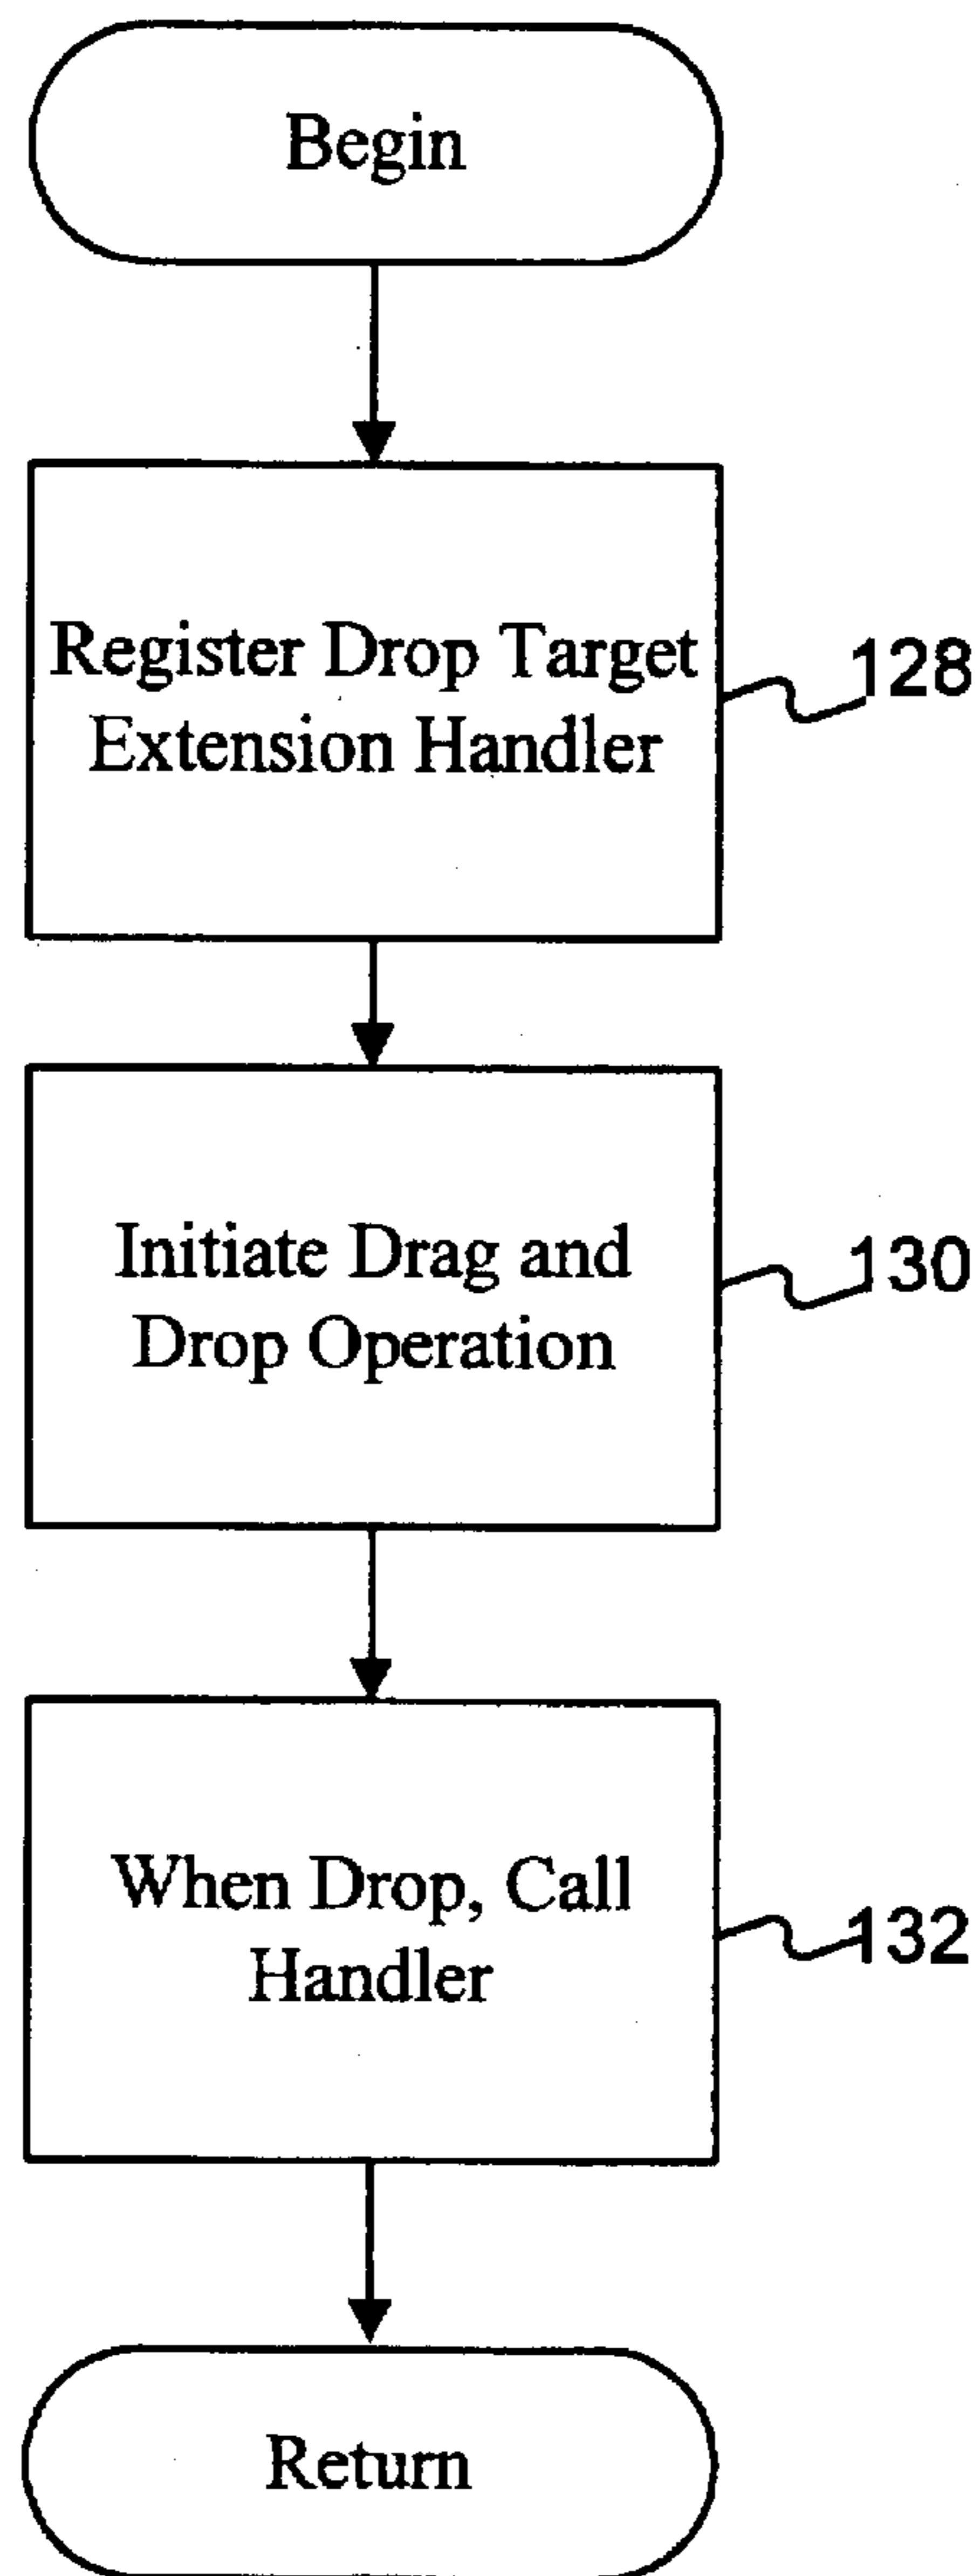 Begin
Register Drop Target
Extension Handler
128
Initiate Drag and
Drop Operation
130
When Drop, Call
Handler
132
Return